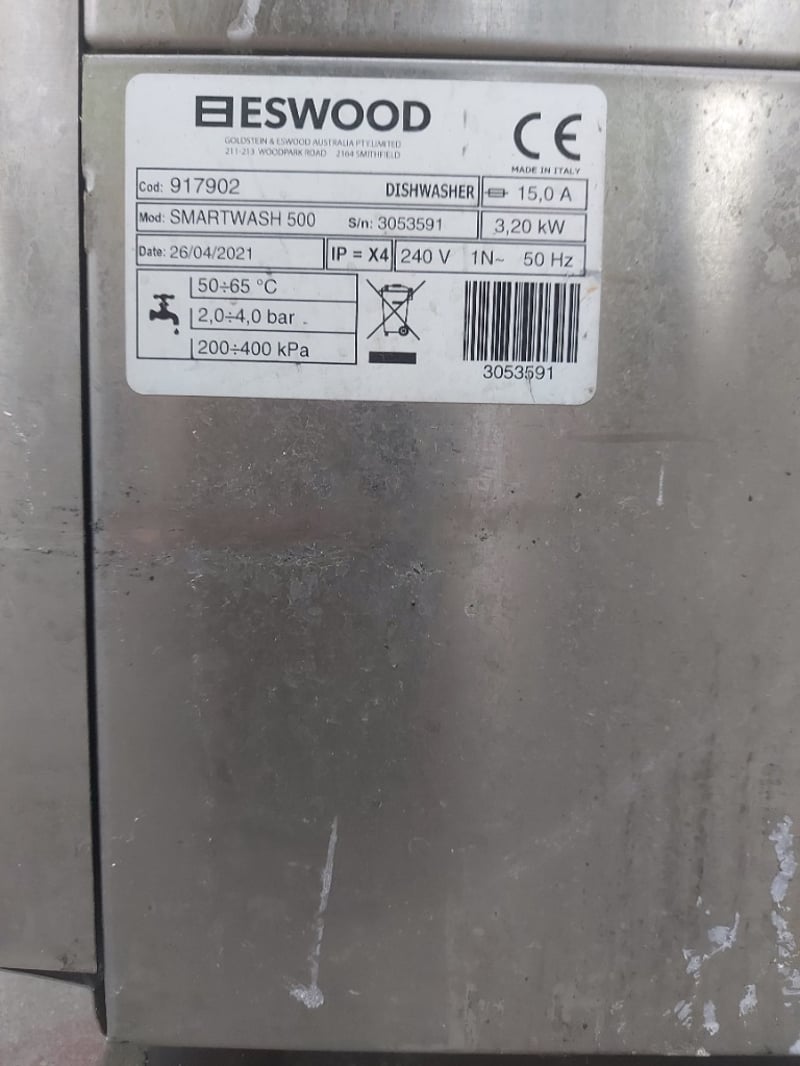 ESWOOD
GOLDSTEIN & ESWOOD AUSTRALIA PTY.LIMITED
211-213 WOODPARK ROAD 2164 SMITHFIELD
CE
MADE IN ITALY
Cod: 917902 DISHWASHER 15,0 A
Mod: SMARTWASH 500 S/n: 3053591 3,20 kW
Date: 26/04/2021 IP = X4 240 V 1N~ 50 Hz
50÷65 °C
2,0÷4,0 bar
200÷400 kPa
3053591